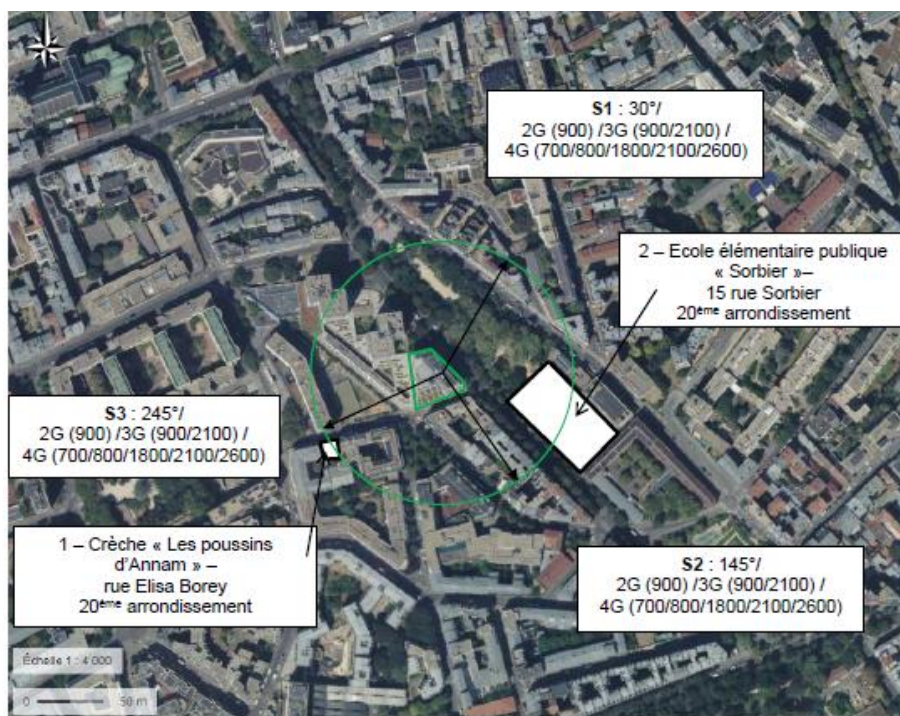 S1 : 30°/
2G (900) /3G (900/2100) /
4G (700/800/1800/2100/2600)
2 – Ecole élémentaire publique
« Sorbier »–
15 rue Sorbier
20ème arrondissement
S3 : 245°/
2G (900) /3G (900/2100) /
4G (700/800/1800/2100/2600)
1 – Crèche « Les poussins
d'Annam » –
rue Elisa Borey
20ème arrondissement
S2 : 145°/
2G (900) /3G (900/2100) /
4G (700/800/1800/2100/2600)
Échelle 1 : 4 000
0 50 m